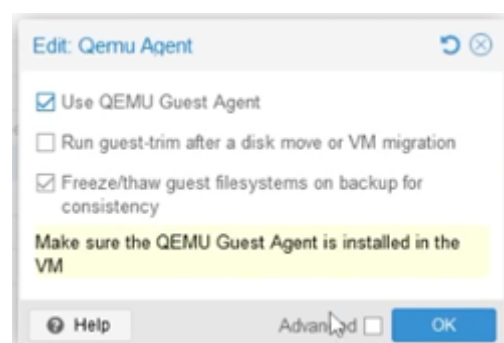 Edit: Qemu Agent
Use QEMU Guest Agent
Run guest-trim after a disk move or VM migration
Freeze/thaw guest filesystems on backup for
consistency
Make sure the QEMU Guest Agent is installed in the
VM
Help
Advanced
OK